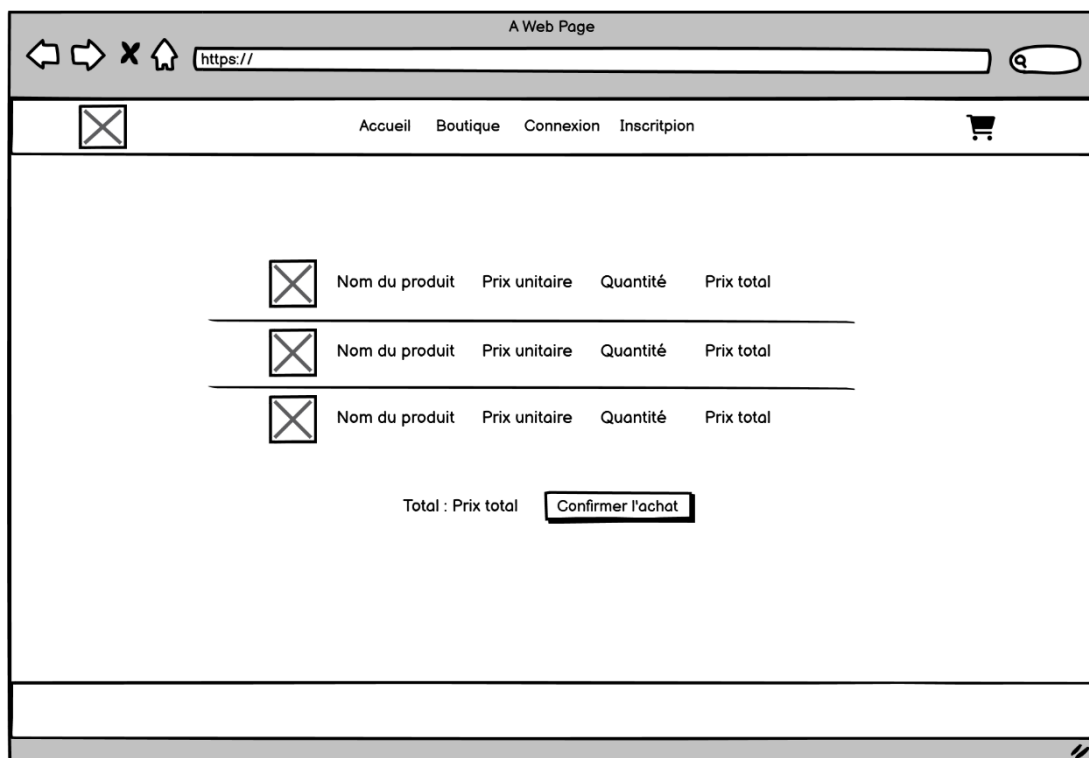 A Web Page
https://
Accueil Boutique Connexion Inscritpion
Nom du produit Prix unitaire Quantité Prix total
Nom du produit Prix unitaire Quantité Prix total
Nom du produit Prix unitaire Quantité Prix total
Total : Prix total Confirmer l'achat